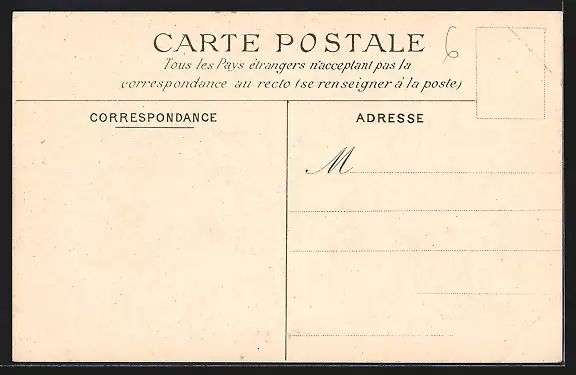 CARTE POSTALE
6
Tous les Pays étrangers n'acceptant pas la
correspondance au recto (se renseigner à la poste)
CORRESPONDANCE
ADRESSE
M